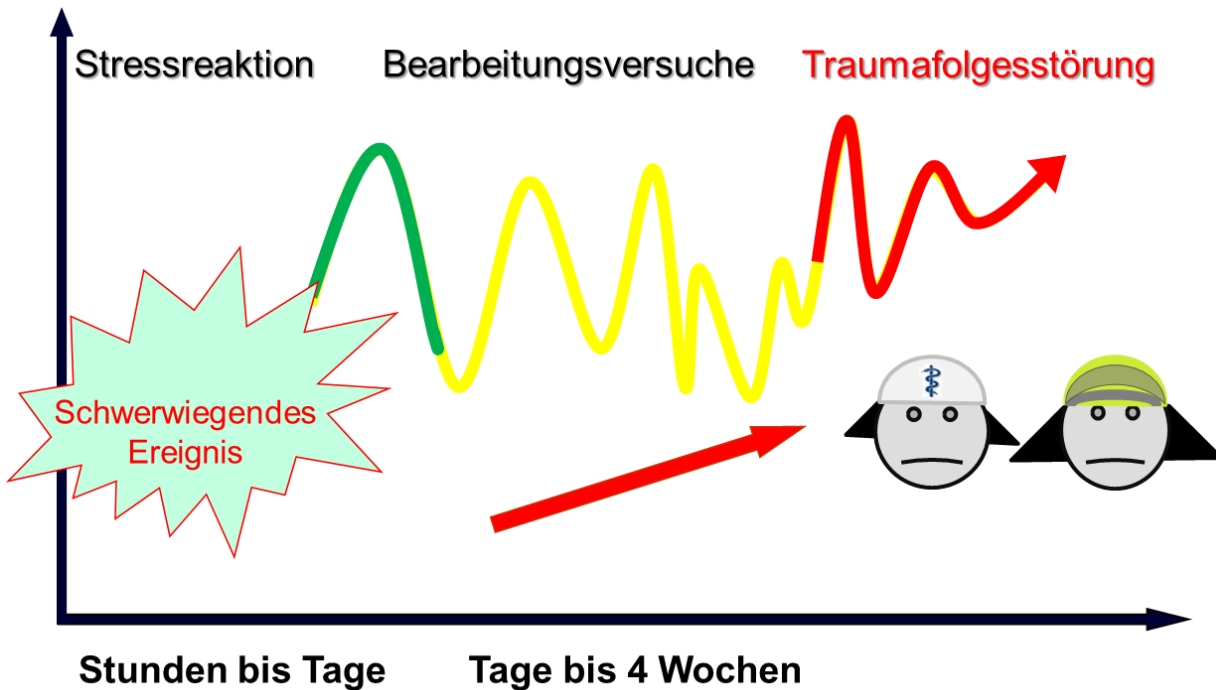 Stressreaktion
Bearbeitungsversuche
Traumafolgesstörung
Schwerwiegendes
Ereignis
Stunden bis Tage
Tage bis 4 Wochen